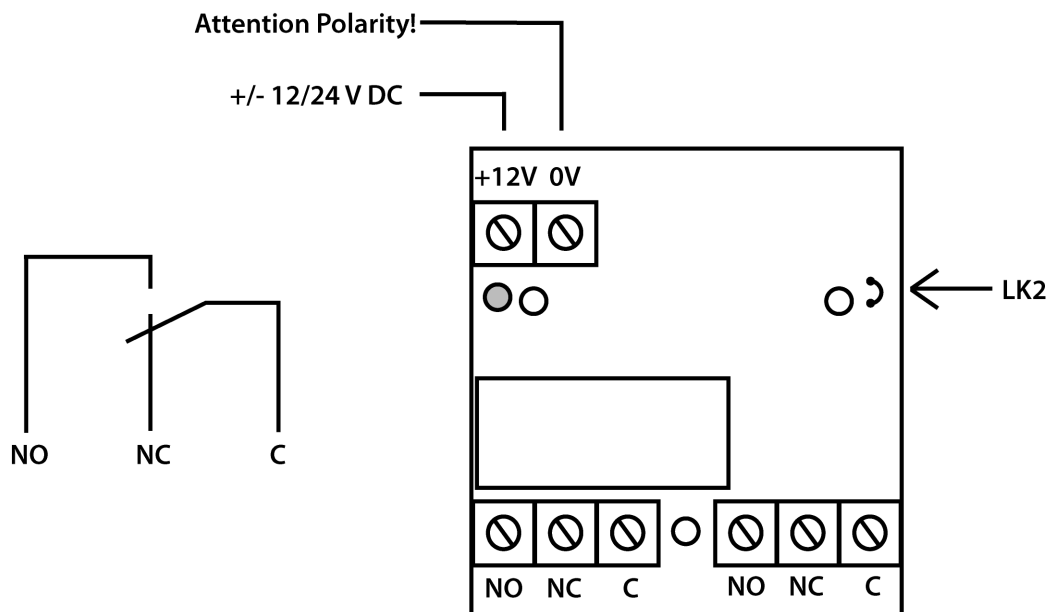 Attention Polarity!
+/- 12/24 V DC
+12V 0V
LK2
NO NC C
NO NC C NO NC C